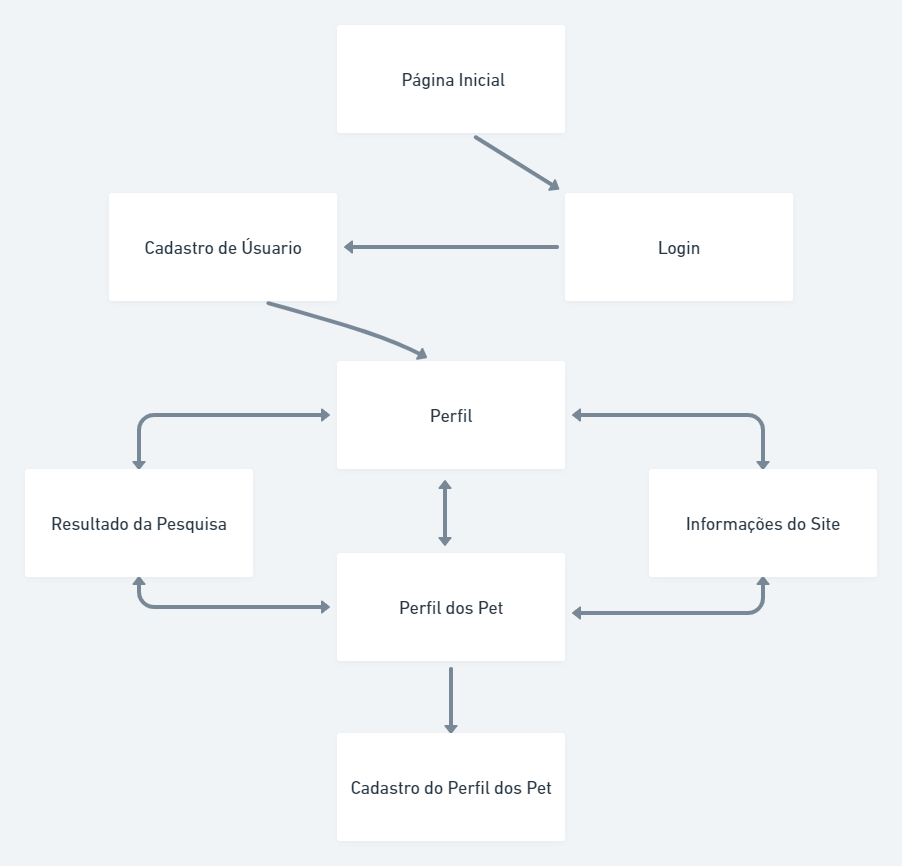 Página Inicial
Cadastro de Úsuario
Login
Perfil
Resultado da Pesquisa
Informações do Site
Perfil dos Pet
Cadastro do Perfil dos Pet